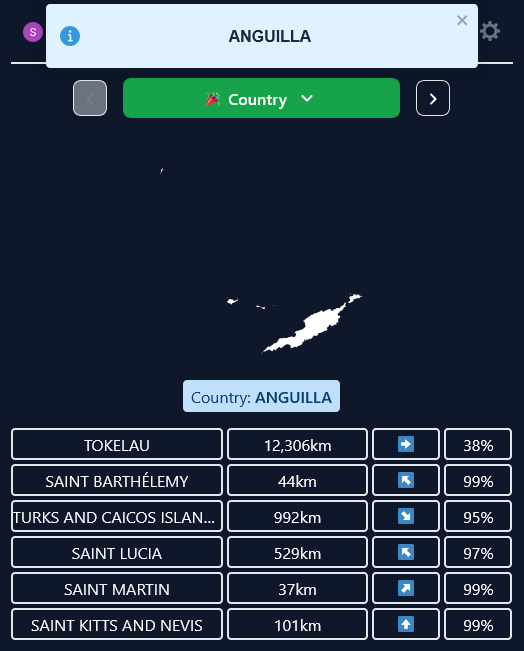 S
ANGUILLA
Country
Country: ANGUILLA
TOKELAU 12,306km 38%
SAINT BARTHÉLEMY 44km 99%
TURKS AND CAICOS ISLAN... 992km 95%
SAINT LUCIA 529km 97%
SAINT MARTIN 37km 99%
SAINT KITTS AND NEVIS 101km 99%